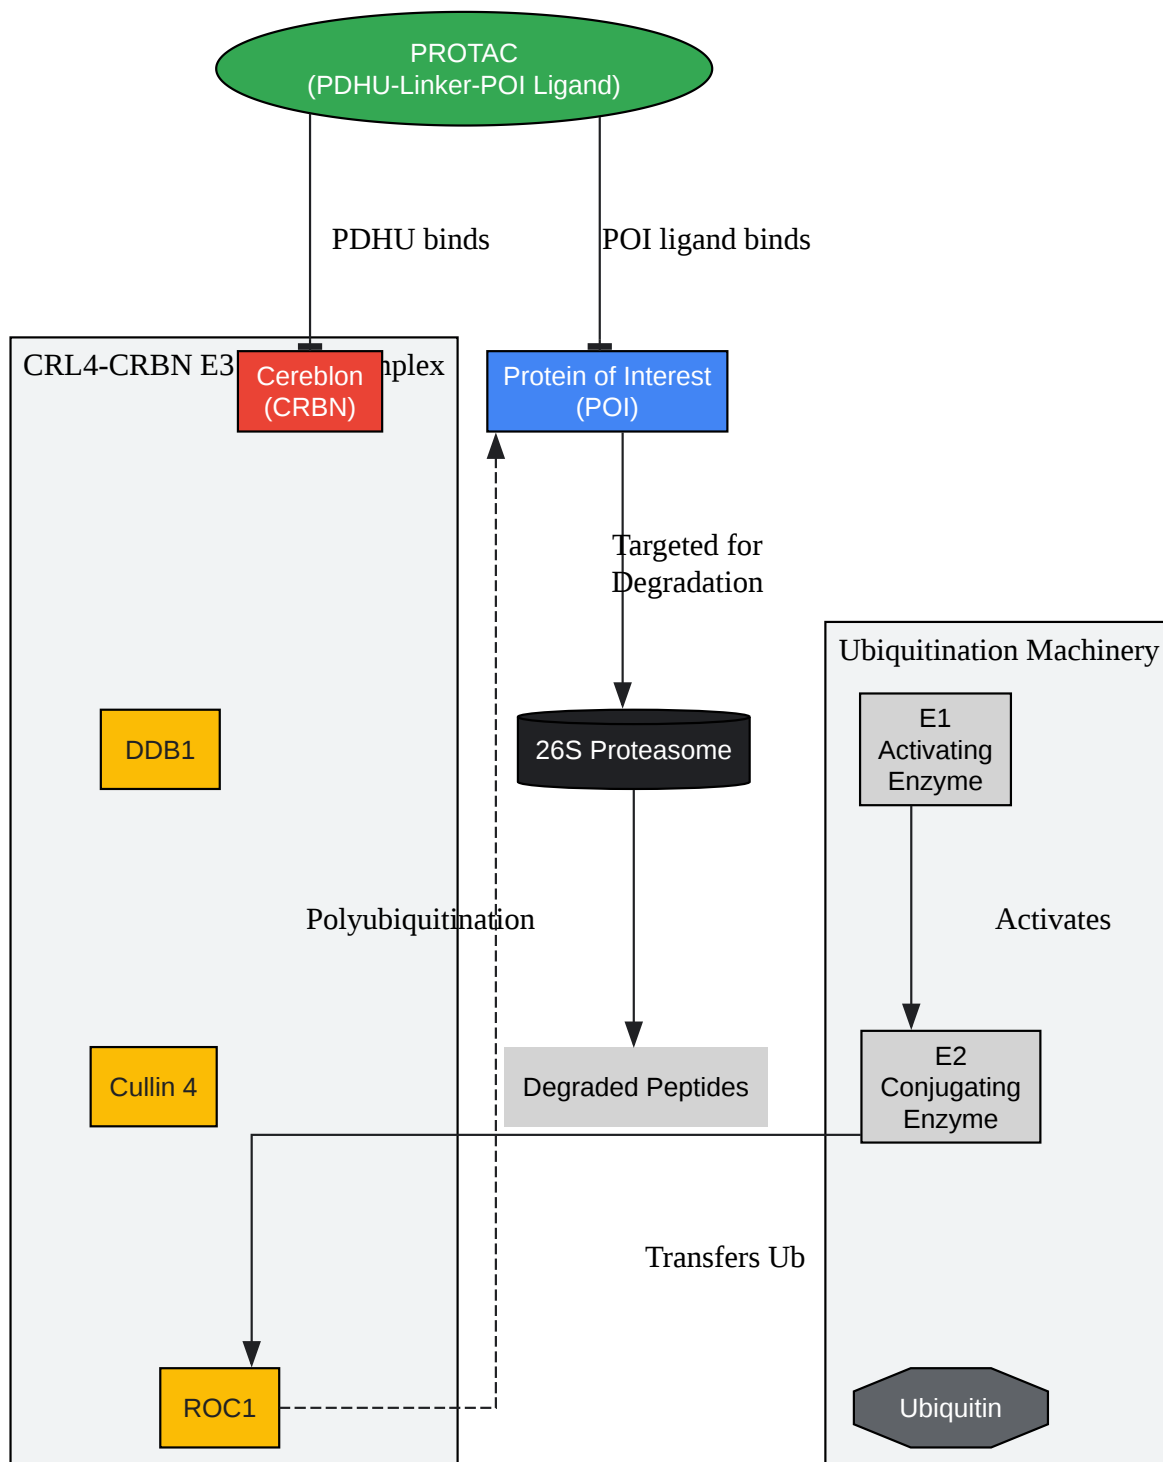 PROTAC
(PDHU-Linker-POI Ligand)
PDHU binds
POI ligand binds
CRL4-CRBN E3
mplex
Cereblon
(CRBN)
Protein of Interest
(POI)
Targeted for
Degradation
Ubiquitination Machinery
DDB1
26S Proteasome
E1
Activating
Enzyme
Polyubiquitination
Activates
Cullin 4
Degraded Peptides
E2
Conjugating
Enzyme
Transfers Ub
ROC1
Ubiquitin